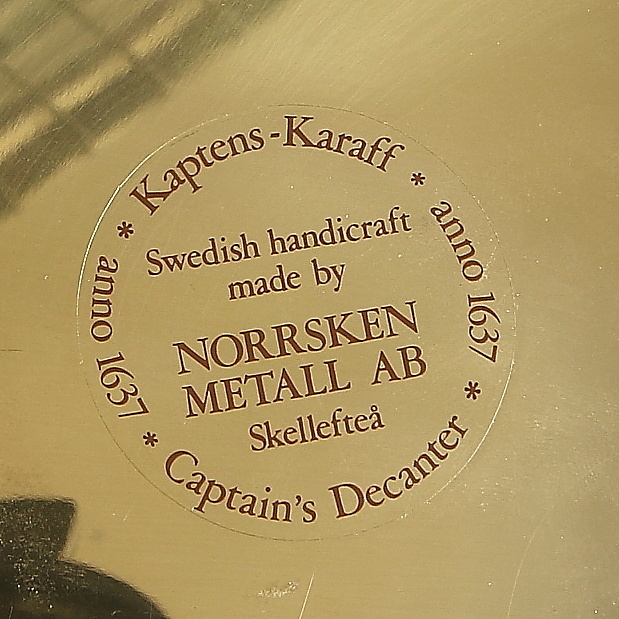 * Kaptens-Karaff *
anno 1637 *
Captain's Decanter *
anno 1637
Swedish handicraft
made by
NORRSKEN
METALL AB
Skellefteå